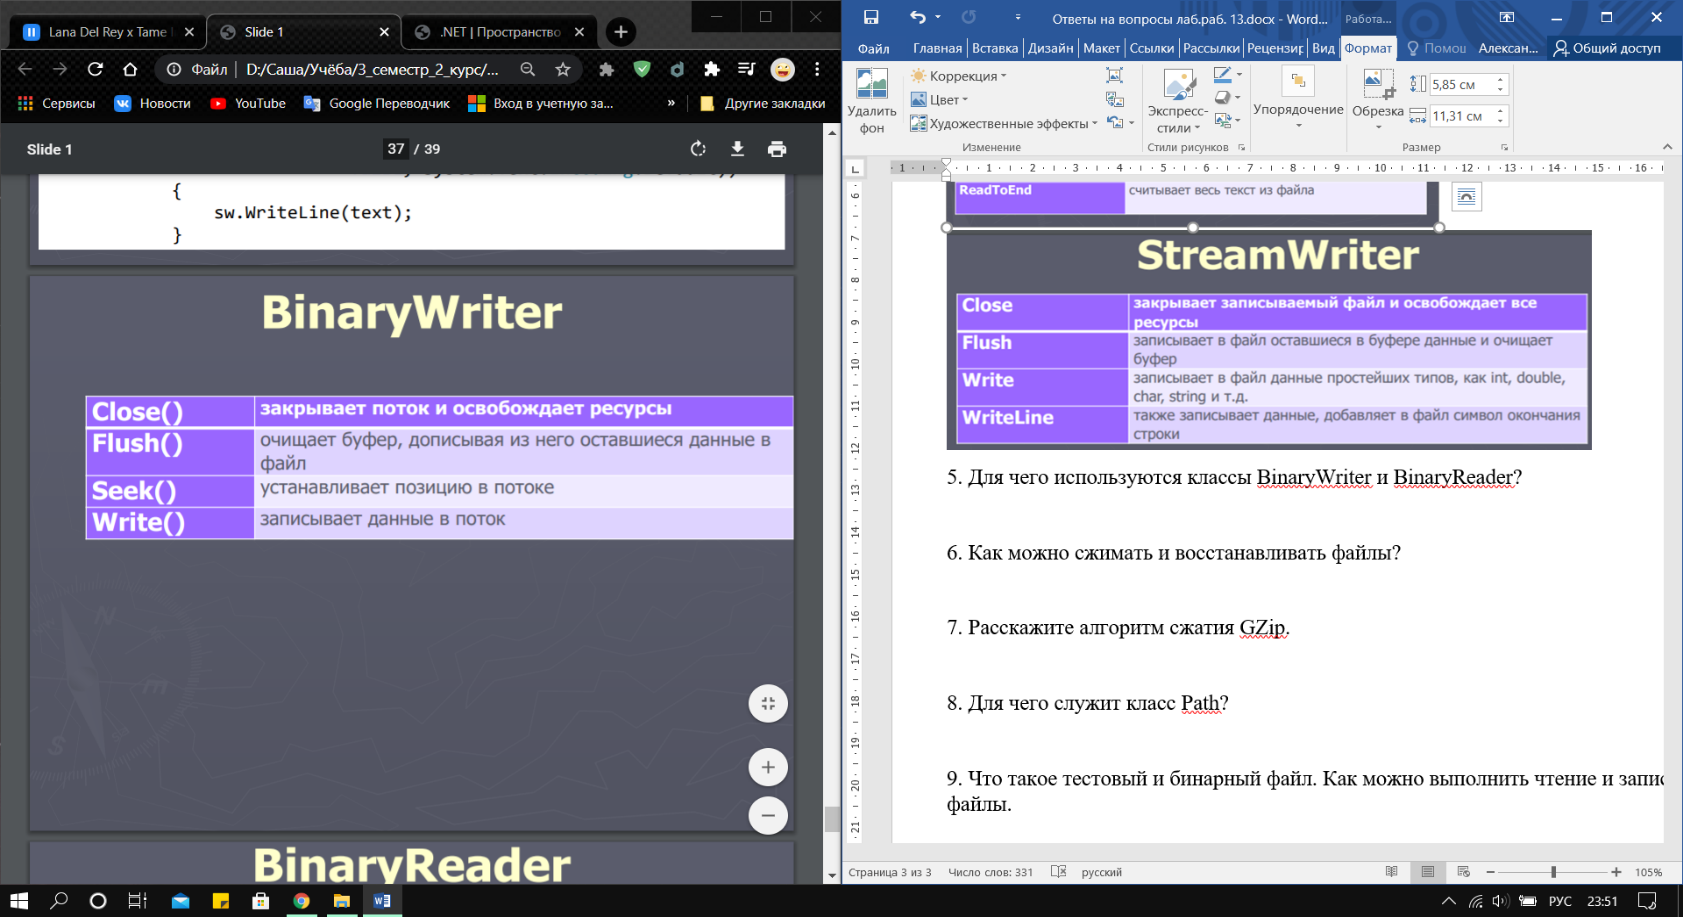 Lana Del Rey x Tame
Slide 1
.NET | Пространство
Файл | D:/Саша/Учёба/3_семестр_2_курс/...
Сервисы
Новости
YouTube
Google Переводчик
Вход в учетную за...
»
Другие закладки
Slide 1
37 / 39
{
sw.WriteLine(text);
}
BinaryWriter
Close() закрывает поток и освобождает ресурсы
Flush() очищает буфер, дописывая из него оставшиеся данные в
файл
Seek() устанавливает позицию в потоке
Write() записывает данные в поток
BinaryReader
Ответы на вопросы лаб.раб. 13.docx - Word...
Работа...
Файл Главная Вставка Дизайн Макет Ссылки Рассылки Рецензир Вид Формат Помощ Алексан... Общий доступ
Удалить
фон
Коррекция
Цвет
Художественные эффекты
Изменение
Экспресс-
стили
Стили рисунков
Упорядочение
Обрезка
5,85 см
11,31 см
Размер
ReadToEnd считывает весь текст из файла
StreamWriter
Close закрывает записываемый файл и освобождает все
ресурсы
Flush записывает в файл оставшиеся в буфере данные и очищает
буфер
Write записывает в файл данные простейших типов, как int, double,
char, string и т.д.
WriteLine также записывает данные, добавляет в файл символ окончания
строки
5. Для чего используются классы BinaryWriter и BinaryReader?
6. Как можно сжимать и восстанавливать файлы?
7. Расскажите алгоритм сжатия GZip.
8. Для чего служит класс Path?
9. Что такое тестовый и бинарный файл. Как можно выполнить чтение и запис
файлы.
Страница 3 из 3 Число слов: 331 русский
105%
РУС 23:51